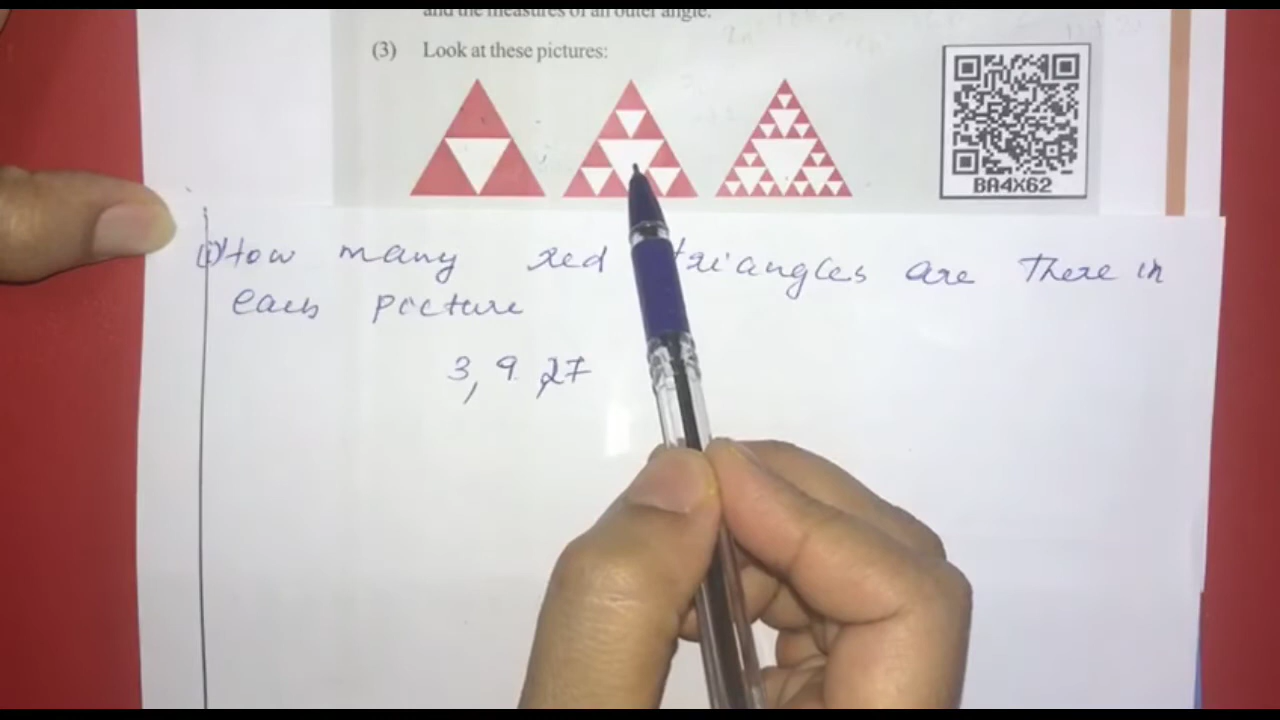 and the measures of an outer angle.
(3) Look at these pictures:
BA4X62
(i) How many red triangles are there in
each picture
3, 9, 27